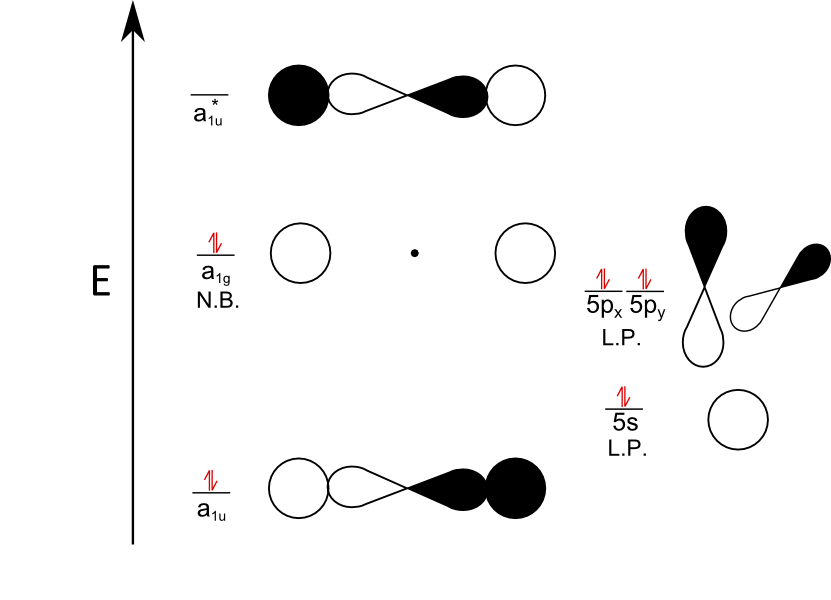 a1u*
E
a1g
N.B.
5px 5py
L.P.
5s
L.P.
a1u